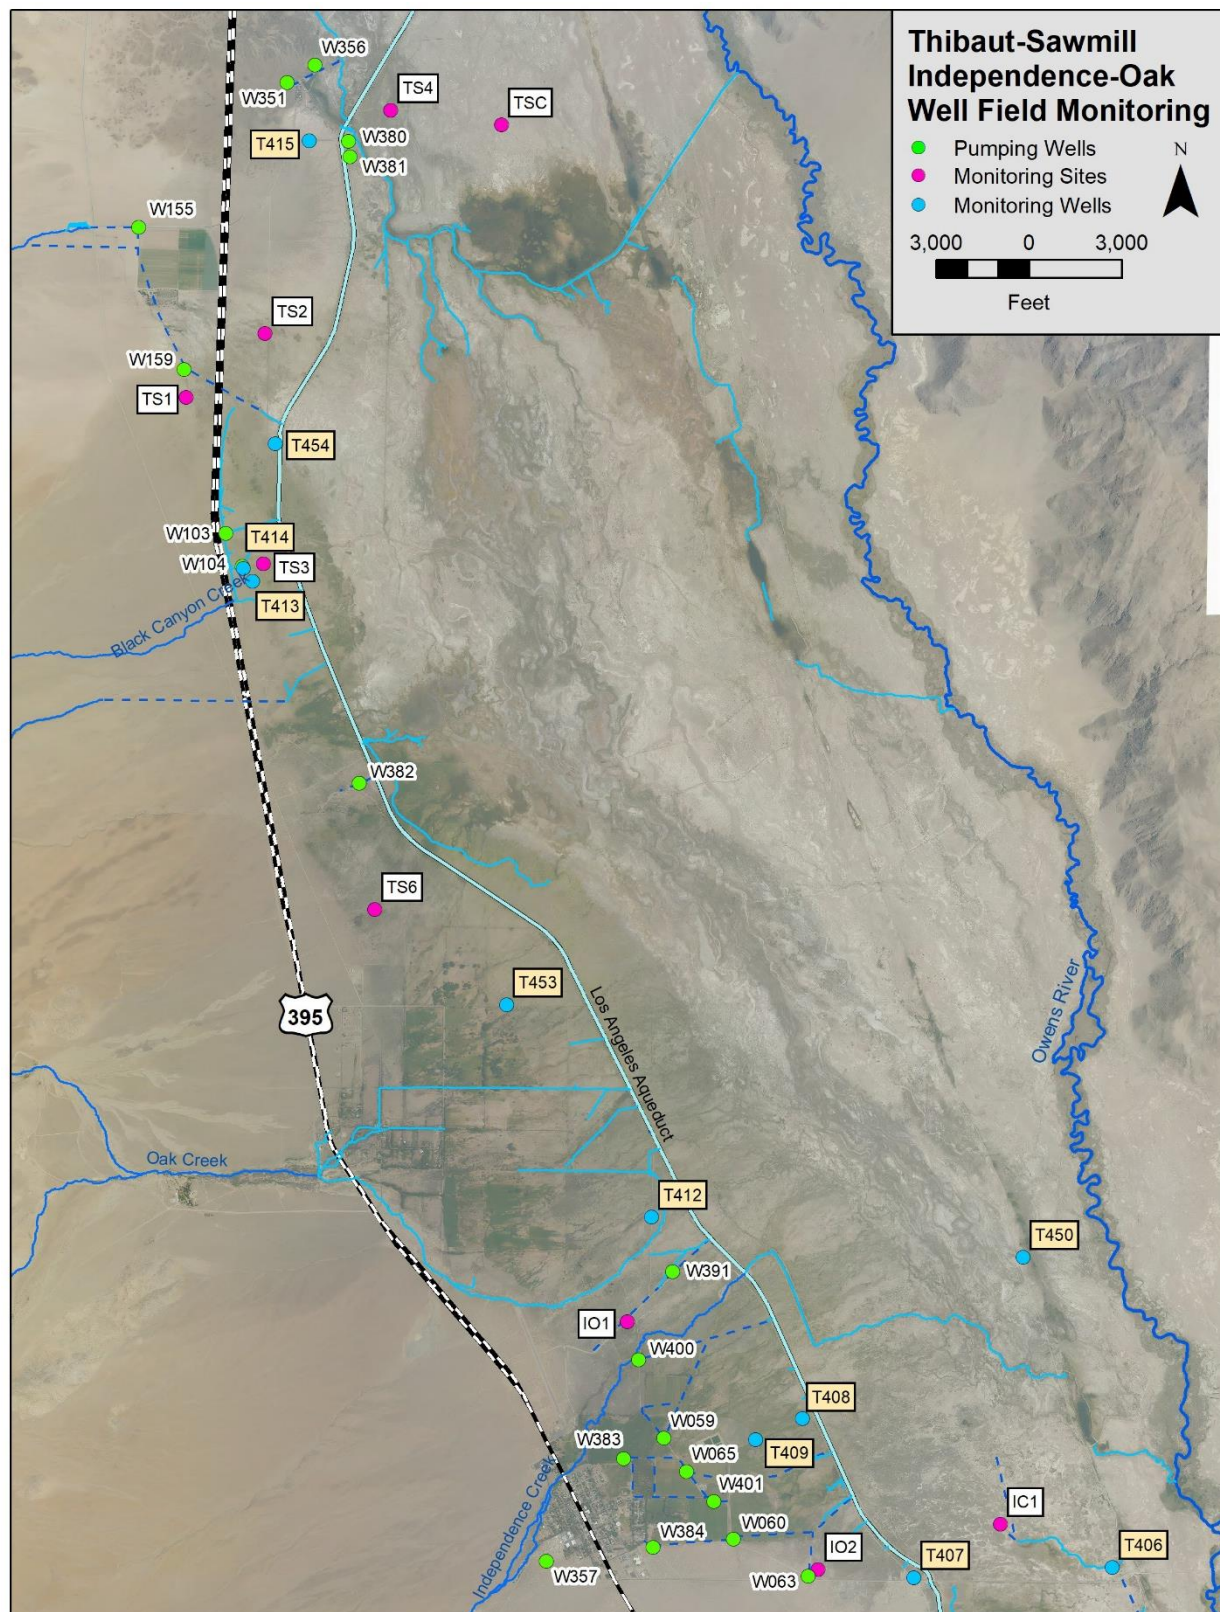 Thibaut-Sawmill
Independence-Oak
Well Field Monitoring
Pumping Wells
Monitoring Sites
Monitoring Wells
N
3,000 0 3,000
Feet
W356
W351
TS4
TSC
T415
W380
W381
W155
TS2
W159
TS1
T454
W103
T414
W104
TS3
T413
Black Canyon Creek
W382
TS6
T453
395
Los Angeles Aqueduct
Owens River
Oak Creek
T412
T450
W391
IO1
W400
T408
W059
W383
T409
W065
W401
IC1
W060
W384
IO2
T407
T406
W357
W063
Independence Creek